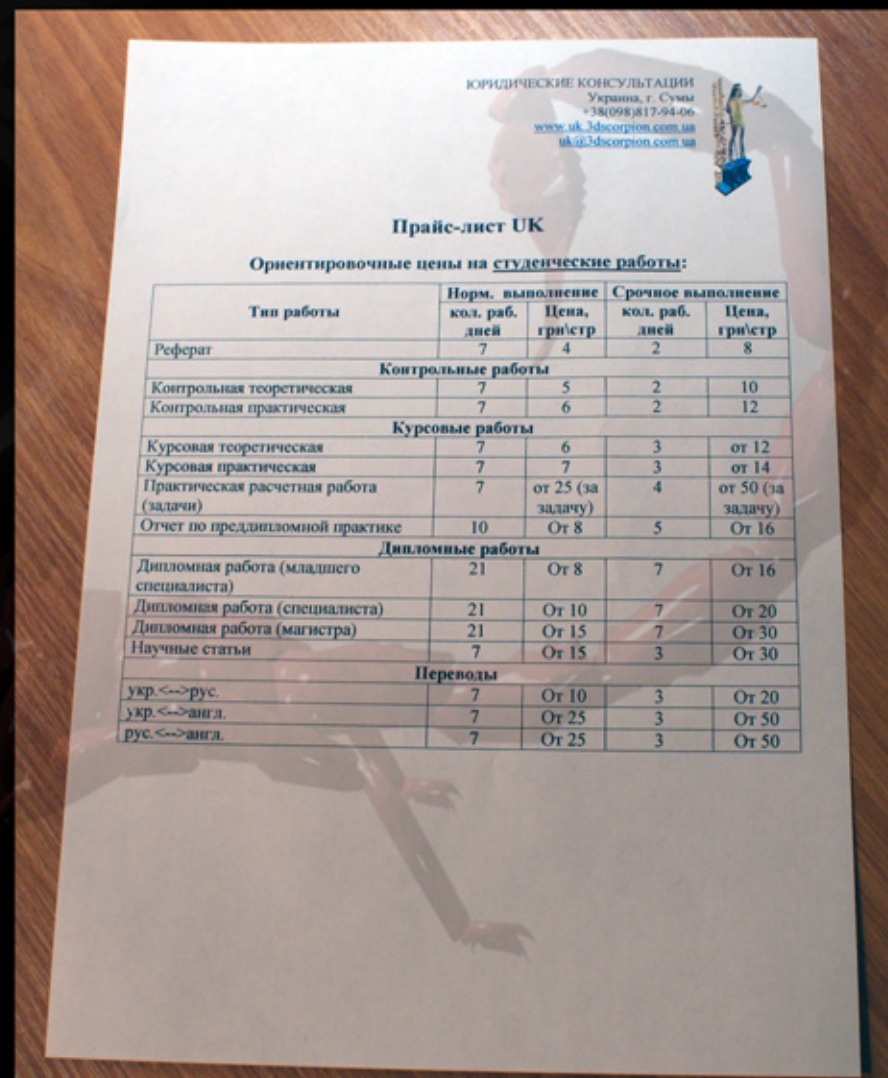 ЮРИДИЧЕСКИЕ КОНСУЛЬТАЦИИ
Украина, г. Сумы
+38(098)817-94-06
www.uk.3dscorpion.com.ua
uk@3dscorpion.com.ua
Прайс-лист UK
Ориентировочные цены на студенческие работы:
Тип работы Норм. выполнение Срочное выполнение
кол. раб. дней Цена, грн\стр кол. раб. дней Цена, грн\стр
Реферат 7 4 2 8
Контрольные работы
Контрольная теоретическая 7 5 2 10
Контрольная практическая 7 6 2 12
Курсовые работы
Курсовая теоретическая 7 6 3 от 12
Курсовая практическая 7 7 3 от 14
Практическая расчетная работа (задачи) 7 от 25 (за задачу) 4 от 50 (за задачу)
Отчет по преддипломной практике 10 От 8 5 От 16
Дипломные работы
Дипломная работа (младшего специалиста) 21 От 8 7 От 16
Дипломная работа (специалиста) 21 От 10 7 От 20
Дипломная работа (магистра) 21 От 15 7 От 30
Научные статьи 7 От 15 3 От 30
Переводы
укр.<-->рус. 7 От 10 3 От 20
укр.<-->англ. 7 От 25 3 От 50
рус.<-->англ. 7 От 25 3 От 50